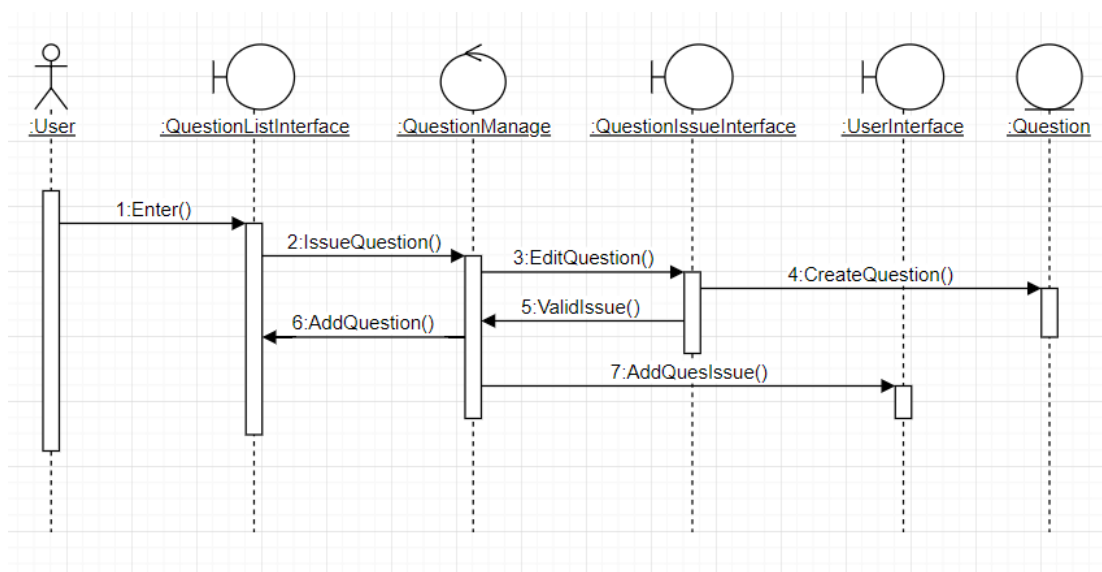 :User
:QuestionListInterface
:QuestionManage
:QuestionIssueInterface
:UserInterface
:Question
1:Enter()
2:IssueQuestion()
3:EditQuestion()
4:CreateQuestion()
5:ValidIssue()
6:AddQuestion()
7:AddQuesIssue()